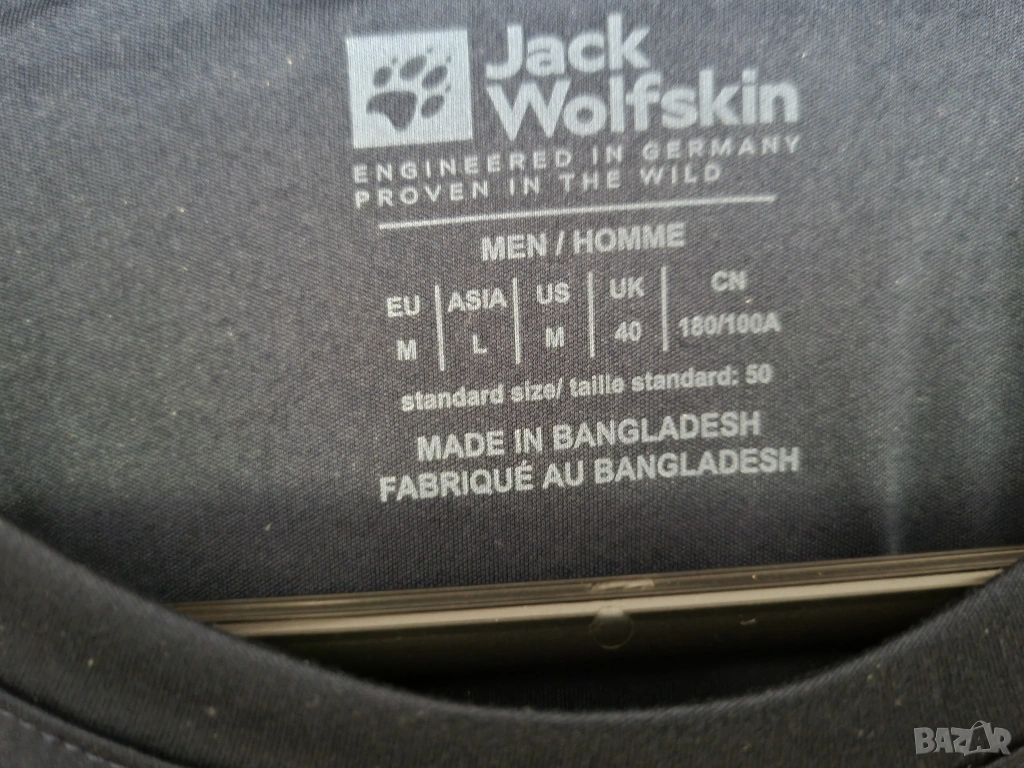 Jack
Wolfskin
ENGINEERED IN GERMANY
PROVEN IN THE WILD
MEN / HOMME
EU | ASIA | US | UK | CN
M | L | M | 40 | 180/100A
standard size/ taille standard: 50
MADE IN BANGLADESH
FABRIQUÉ AU BANGLADESH
BAZAR